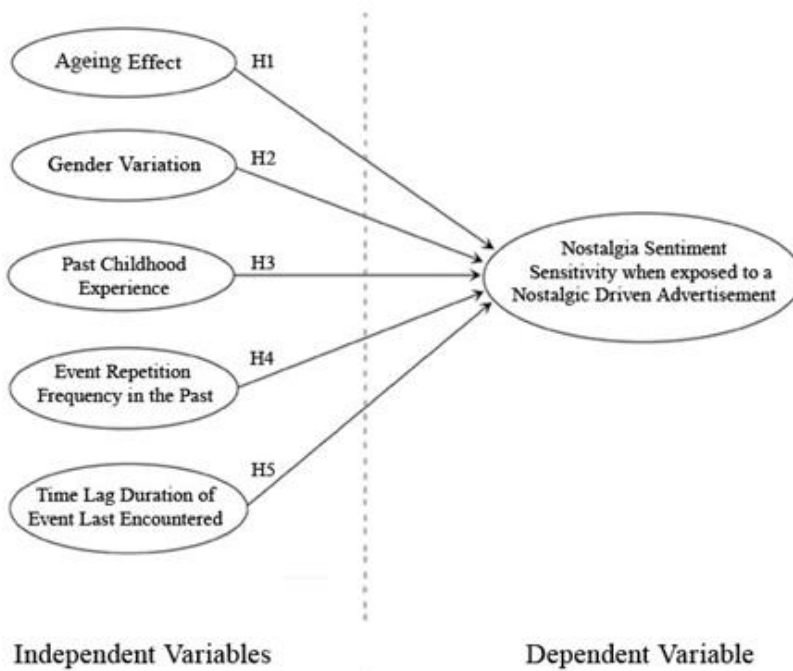 Ageing Effect
H1
Gender Variation
H2
Past Childhood
Experience
H3
Event Repetition
Frequency in the Past
H4
Time Lag Duration of
Event Last Encountered
H5
Nostalgia Sentiment
Sensitivity when exposed to a
Nostalgic Driven Advertisement
Independent Variables
Dependent Variable